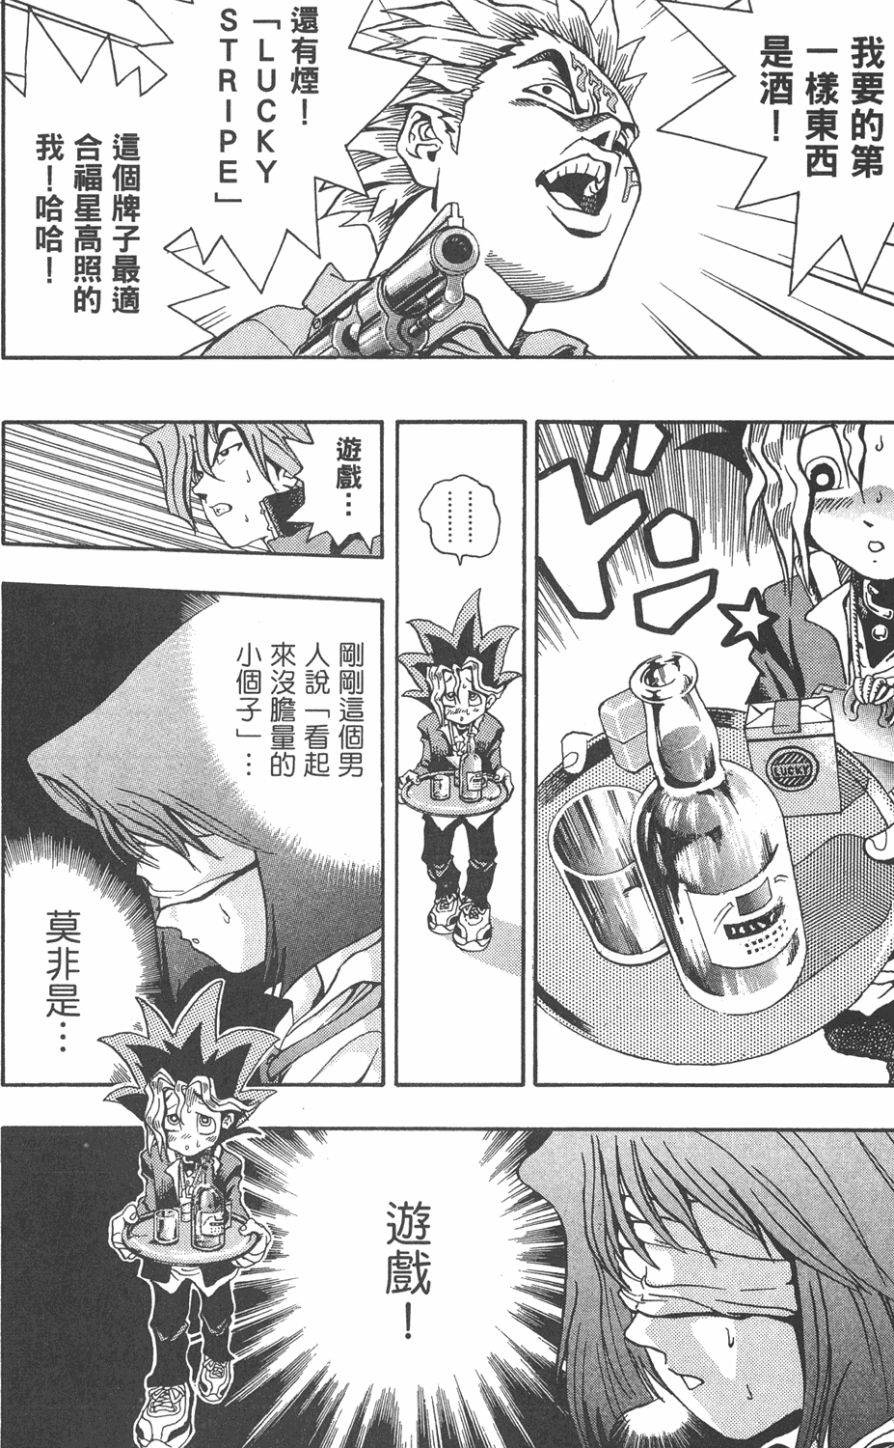 我要的第
一樣東西
是酒！
還有煙！
「LUCKY
STRIPE」
這個牌子最適
合福星高照的
我！哈哈！
ドン
LUCKY
………
遊戲…
剛剛這個男
人說「看起
來沒膽量的
小個子」…
莫非是…
遊戲！